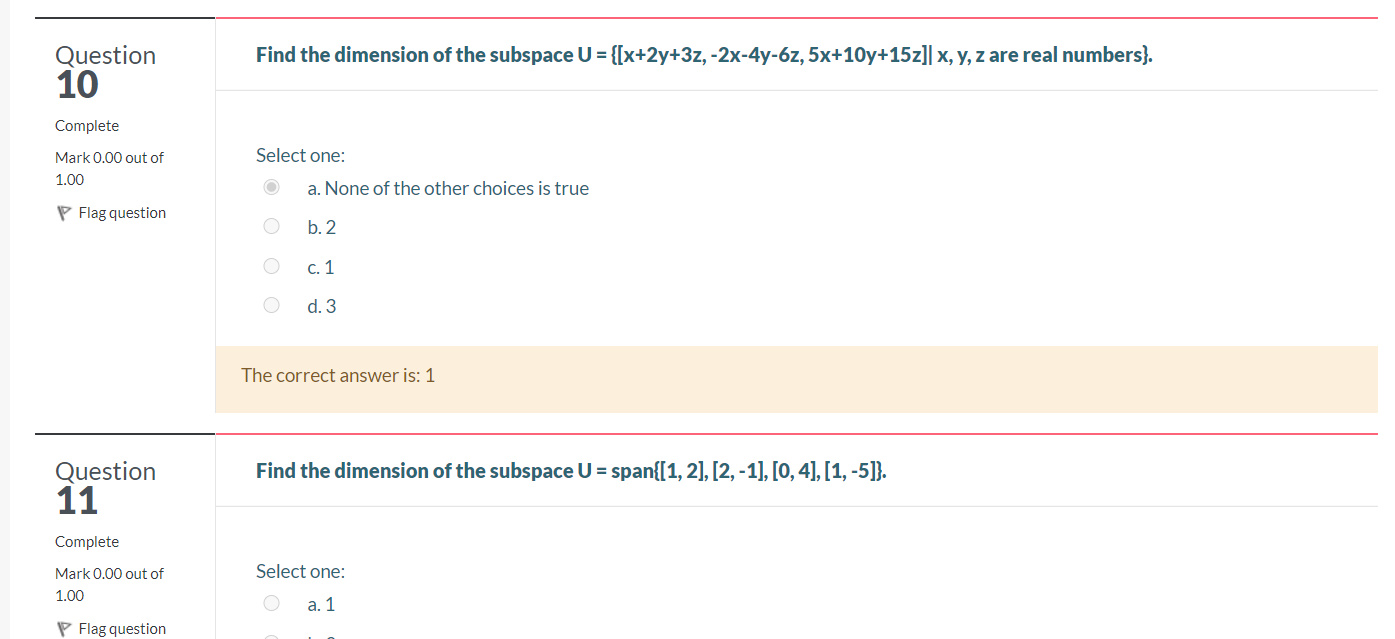 Question
10
Complete
Mark 0.00 out of
1.00
Flag question
Find the dimension of the subspace U = {[x+2y+3z, -2x-4y-6z, 5x+10y+15z]| x, y, z are real numbers}.
Select one:
a. None of the other choices is true
b. 2
c. 1
d. 3
The correct answer is: 1
Question
11
Complete
Mark 0.00 out of
1.00
Flag question
Find the dimension of the subspace U = span{[1, 2], [2, -1], [0, 4], [1, -5]}.
Select one:
a. 1